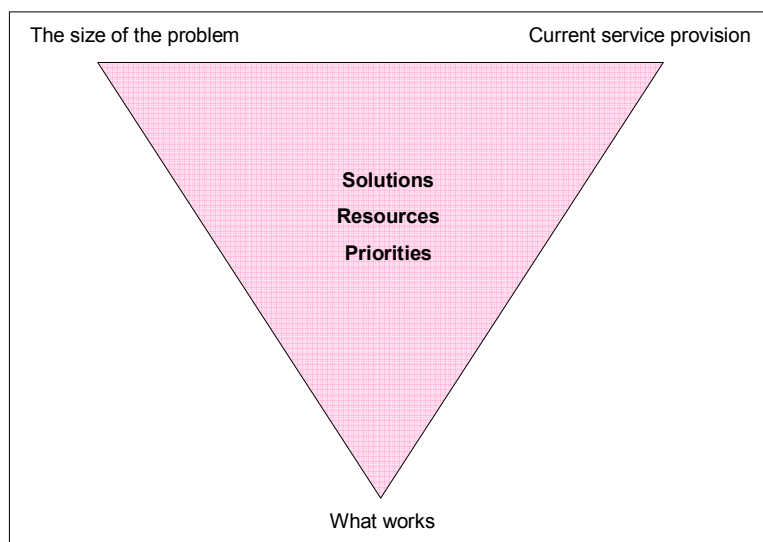 The size of the problem
Current service provision
Solutions
Resources
Priorities
What works